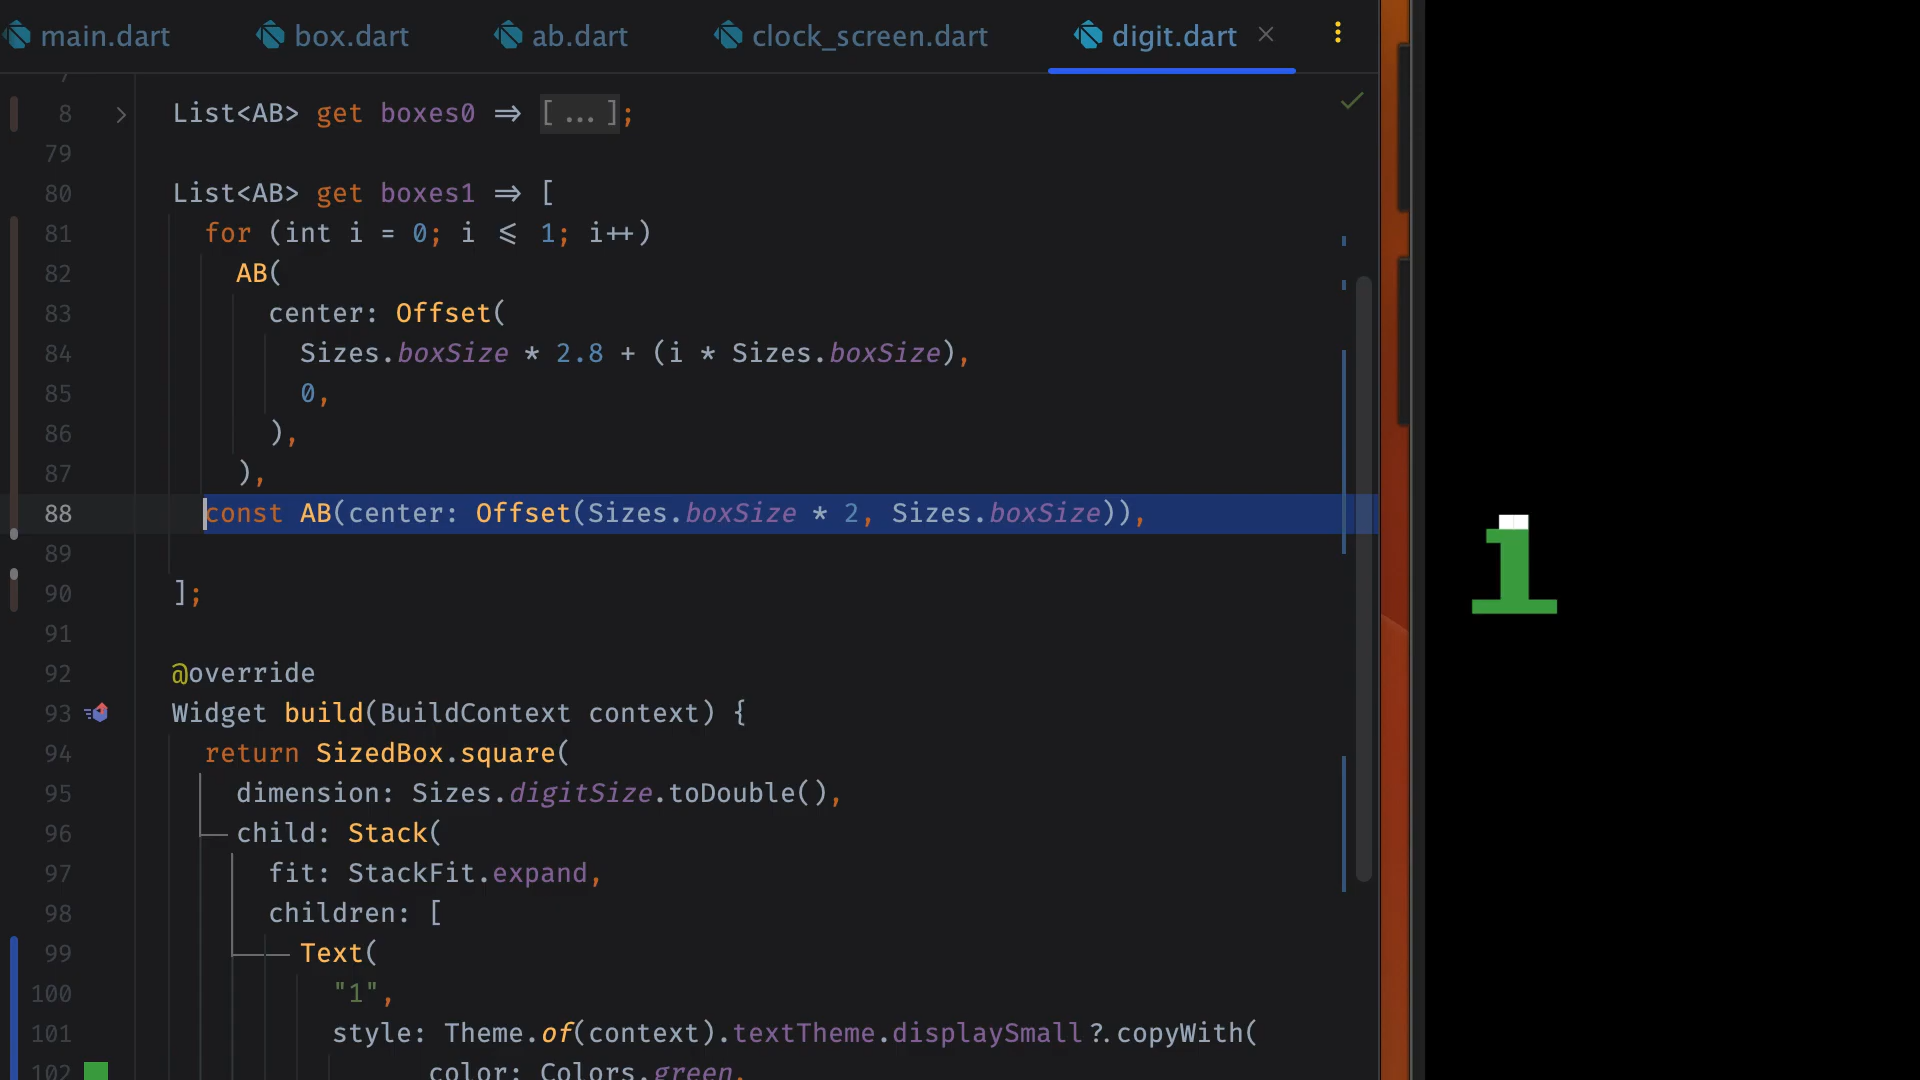 main.dart
box.dart
ab.dart
clock_screen.dart
digit.dart
7
8 List<AB> get boxes0 => [...];
79
80 List<AB> get boxes1 => [
81 for (int i = 0; i <= 1; i++)
82 AB(
83 center: Offset(
84 Sizes.boxSize * 2.8 + (i * Sizes.boxSize),
85 0,
86 ),
87 ),
88 const AB(center: Offset(Sizes.boxSize * 2, Sizes.boxSize)),
89
90 ];
91
92 @override
93 Widget build(BuildContext context) {
94 return SizedBox.square(
95 dimension: Sizes.digitSize.toDouble(),
96 child: Stack(
97 fit: StackFit.expand,
98 children: [
99 Text(
100 "1",
101 style: Theme.of(context).textTheme.displaySmall?.copyWith(
102 color: Colors.green,
1